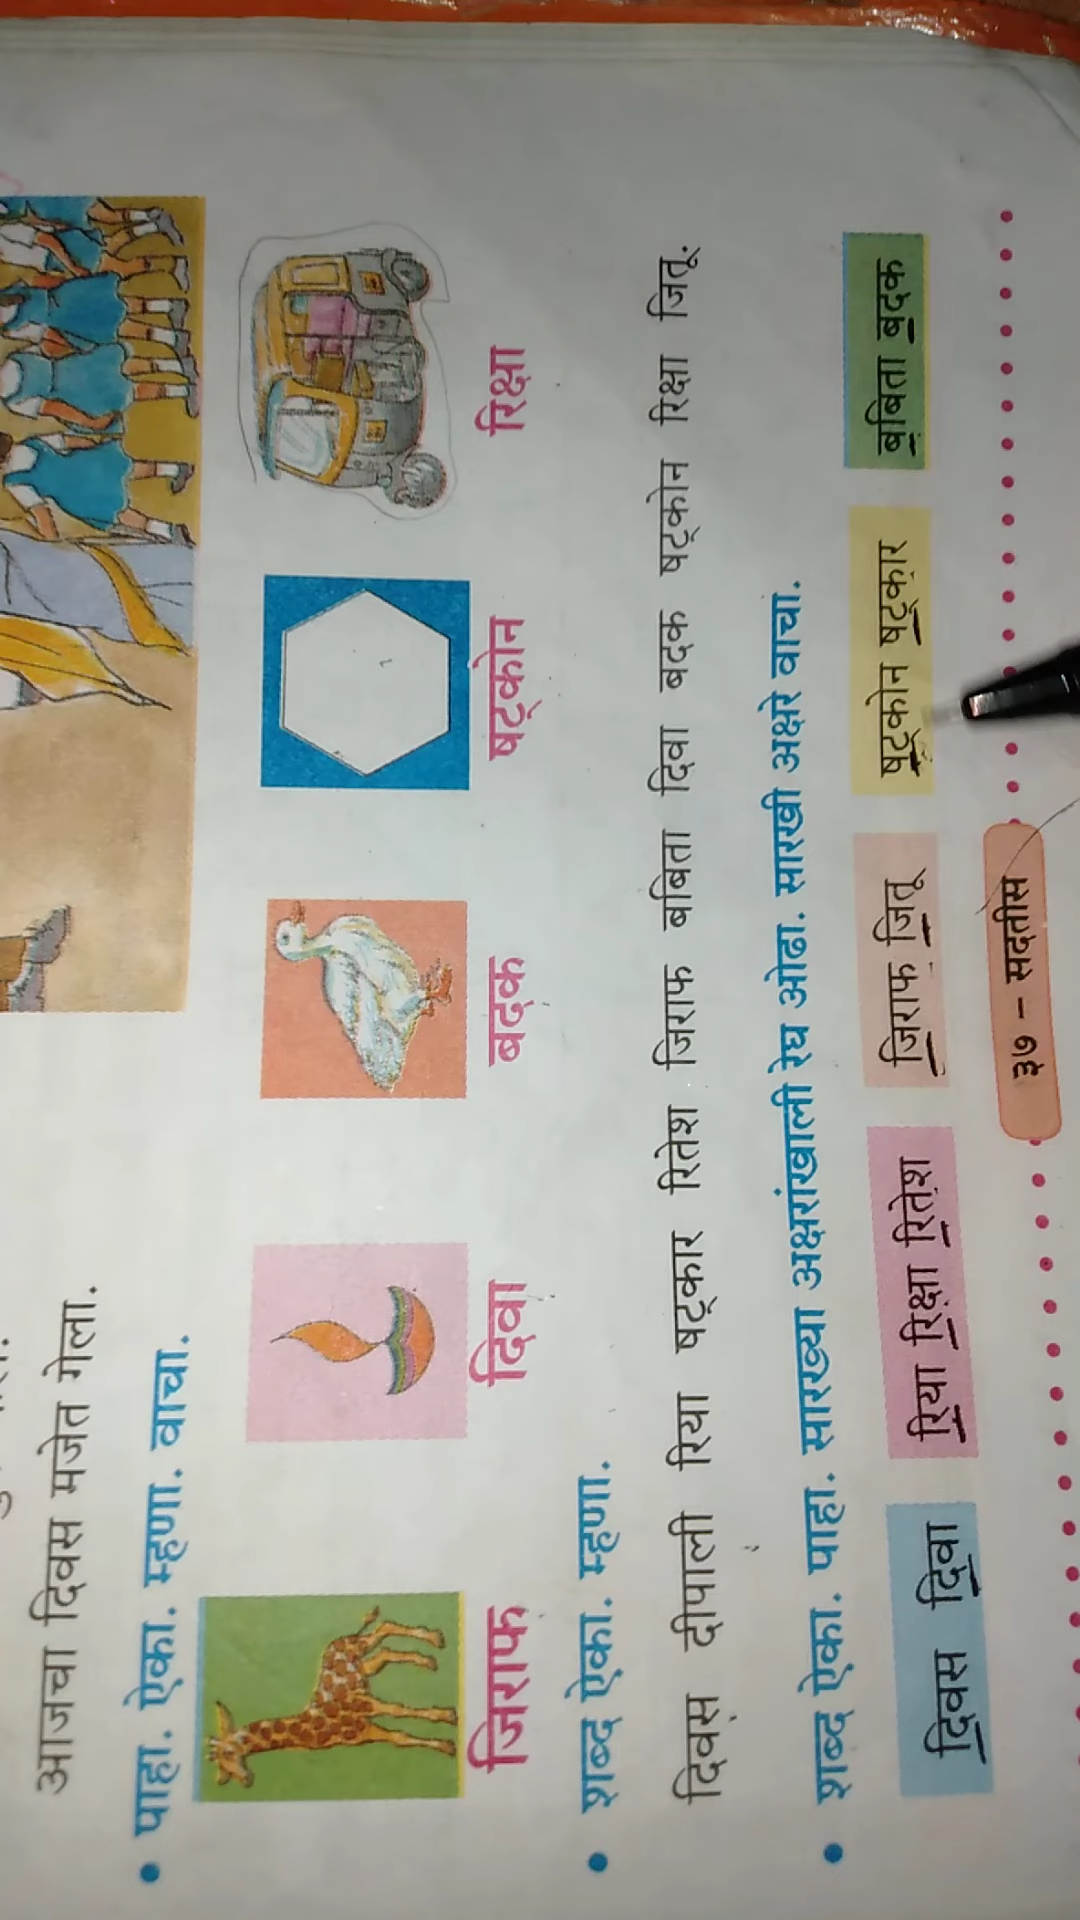 आजचा दिवस मजेत गेला.
• पाहा. ऐका. म्हणा. वाचा.
जिराफ दिवा बदक षट्कोन रिक्षा
• शब्द ऐका. म्हणा.
दिवस दीपाली रिया षट्कार रितेश जिराफ बबिता दिवा बदक षट्कोन रिक्षा जितू.
• शब्द ऐका. पाहा. सारख्या अक्षरांखाली रेघ ओढा. सारखी अक्षरे वाचा.
दिवस दिवा रिया रिक्षा रितेश जिराफ जितू षट्कोन षट्कार बबिता बदक
३७ – सदतीस